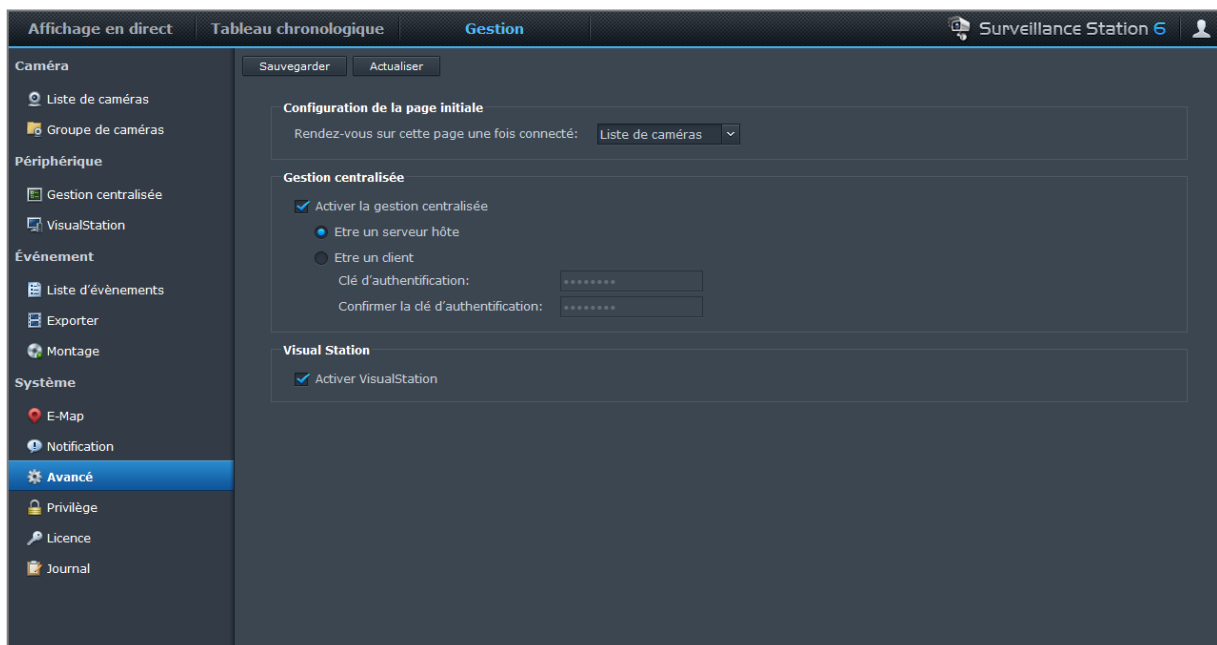 Affichage en direct Tableau chronologique Gestion Surveillance Station 6
Caméra
Liste de caméras
Groupe de caméras
Périphérique
Gestion centralisée
VisualStation
Événement
Liste d'évènements
Exporter
Montage
Système
E-Map
Notification
Avancé
Privilège
Licence
Journal
Sauvegarder Actualiser
Configuration de la page initiale
Rendez-vous sur cette page une fois connecté: Liste de caméras
Gestion centralisée
Activer la gestion centralisée
Etre un serveur hôte
Etre un client
Clé d'authentification: ••••••••
Confirmer la clé d'authentification: ••••••••
Visual Station
Activer VisualStation